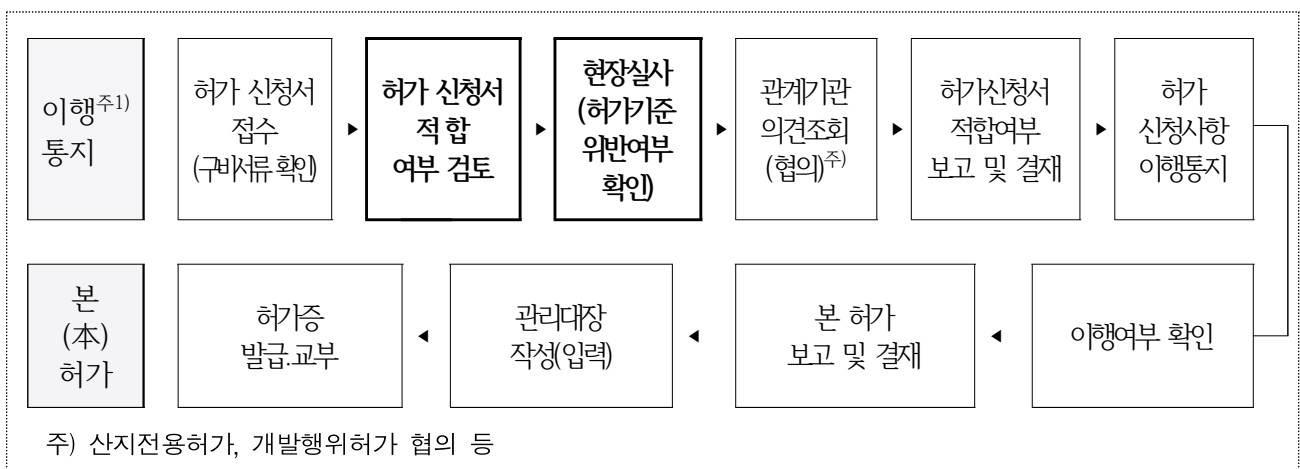 이행주1)
통지
허가 신청서
접수
(구비서류 확인)
▶
허가 신청서
적 합
여부 검토
▶
현장실사
(허가기준
위반여부
확인)
▶
관계기관
의견조회
(협의)주)
▶
허가신청서
적합여부
보고 및 결재
▶
허가
신청사항
이행통지
본
(本)
허가
허가증
발급.교부
◀
관리대장
작성(입력)
◀
본 허가
보고 및 결재
◀
이행여부 확인
주) 산지전용허가, 개발행위허가 협의 등